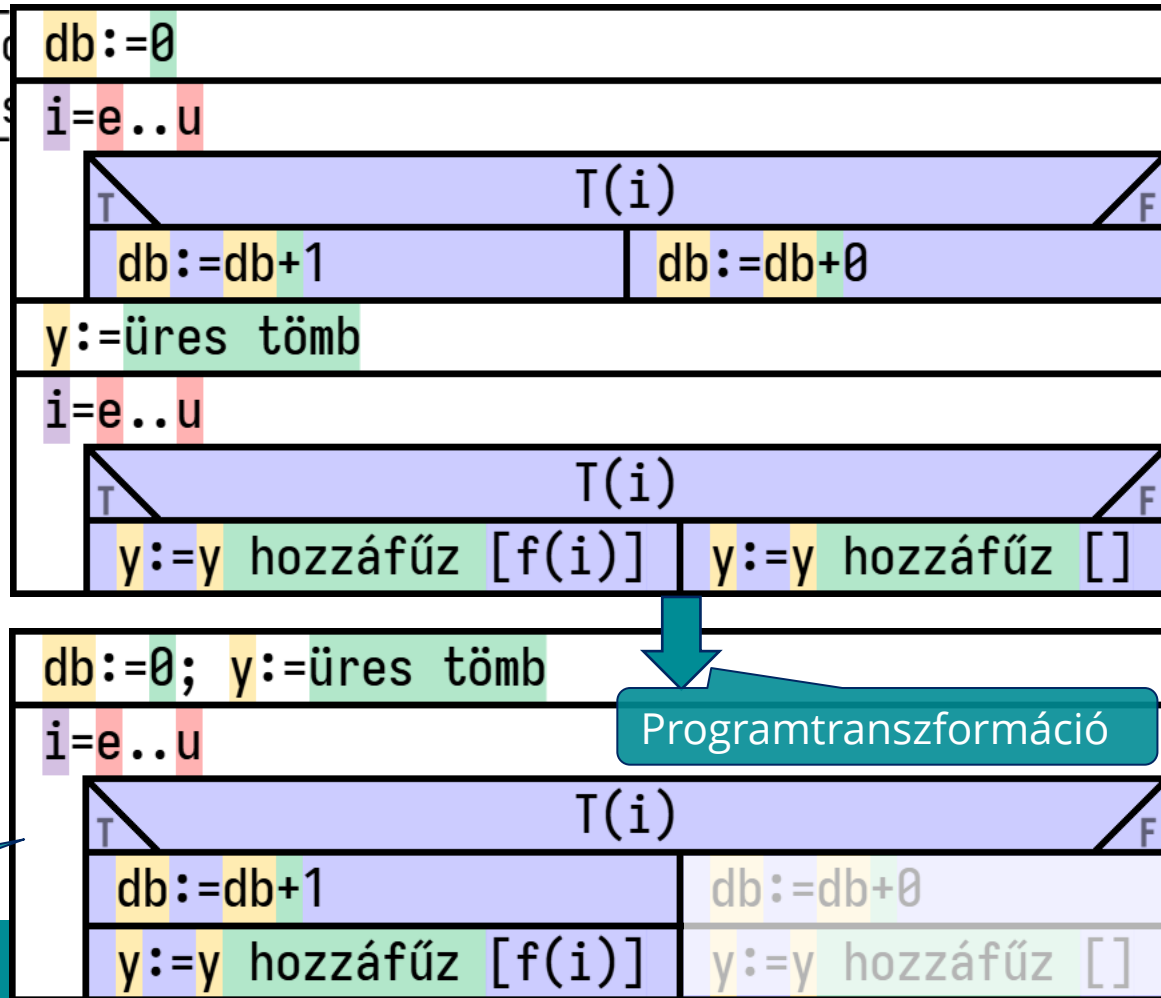 db:=0
i=e..u
T T(i) F
db:=db+1 db:=db+0
y:=üres tömb
i=e..u
T T(i) F
y:=y hozzáfűz [f(i)] y:=y hozzáfűz []
db:=0; y:=üres tömb
Programtranszformáció
i=e..u
T T(i) F
db:=db+1 db:=db+0
y:=y hozzáfűz [f(i)] y:=y hozzáfűz []